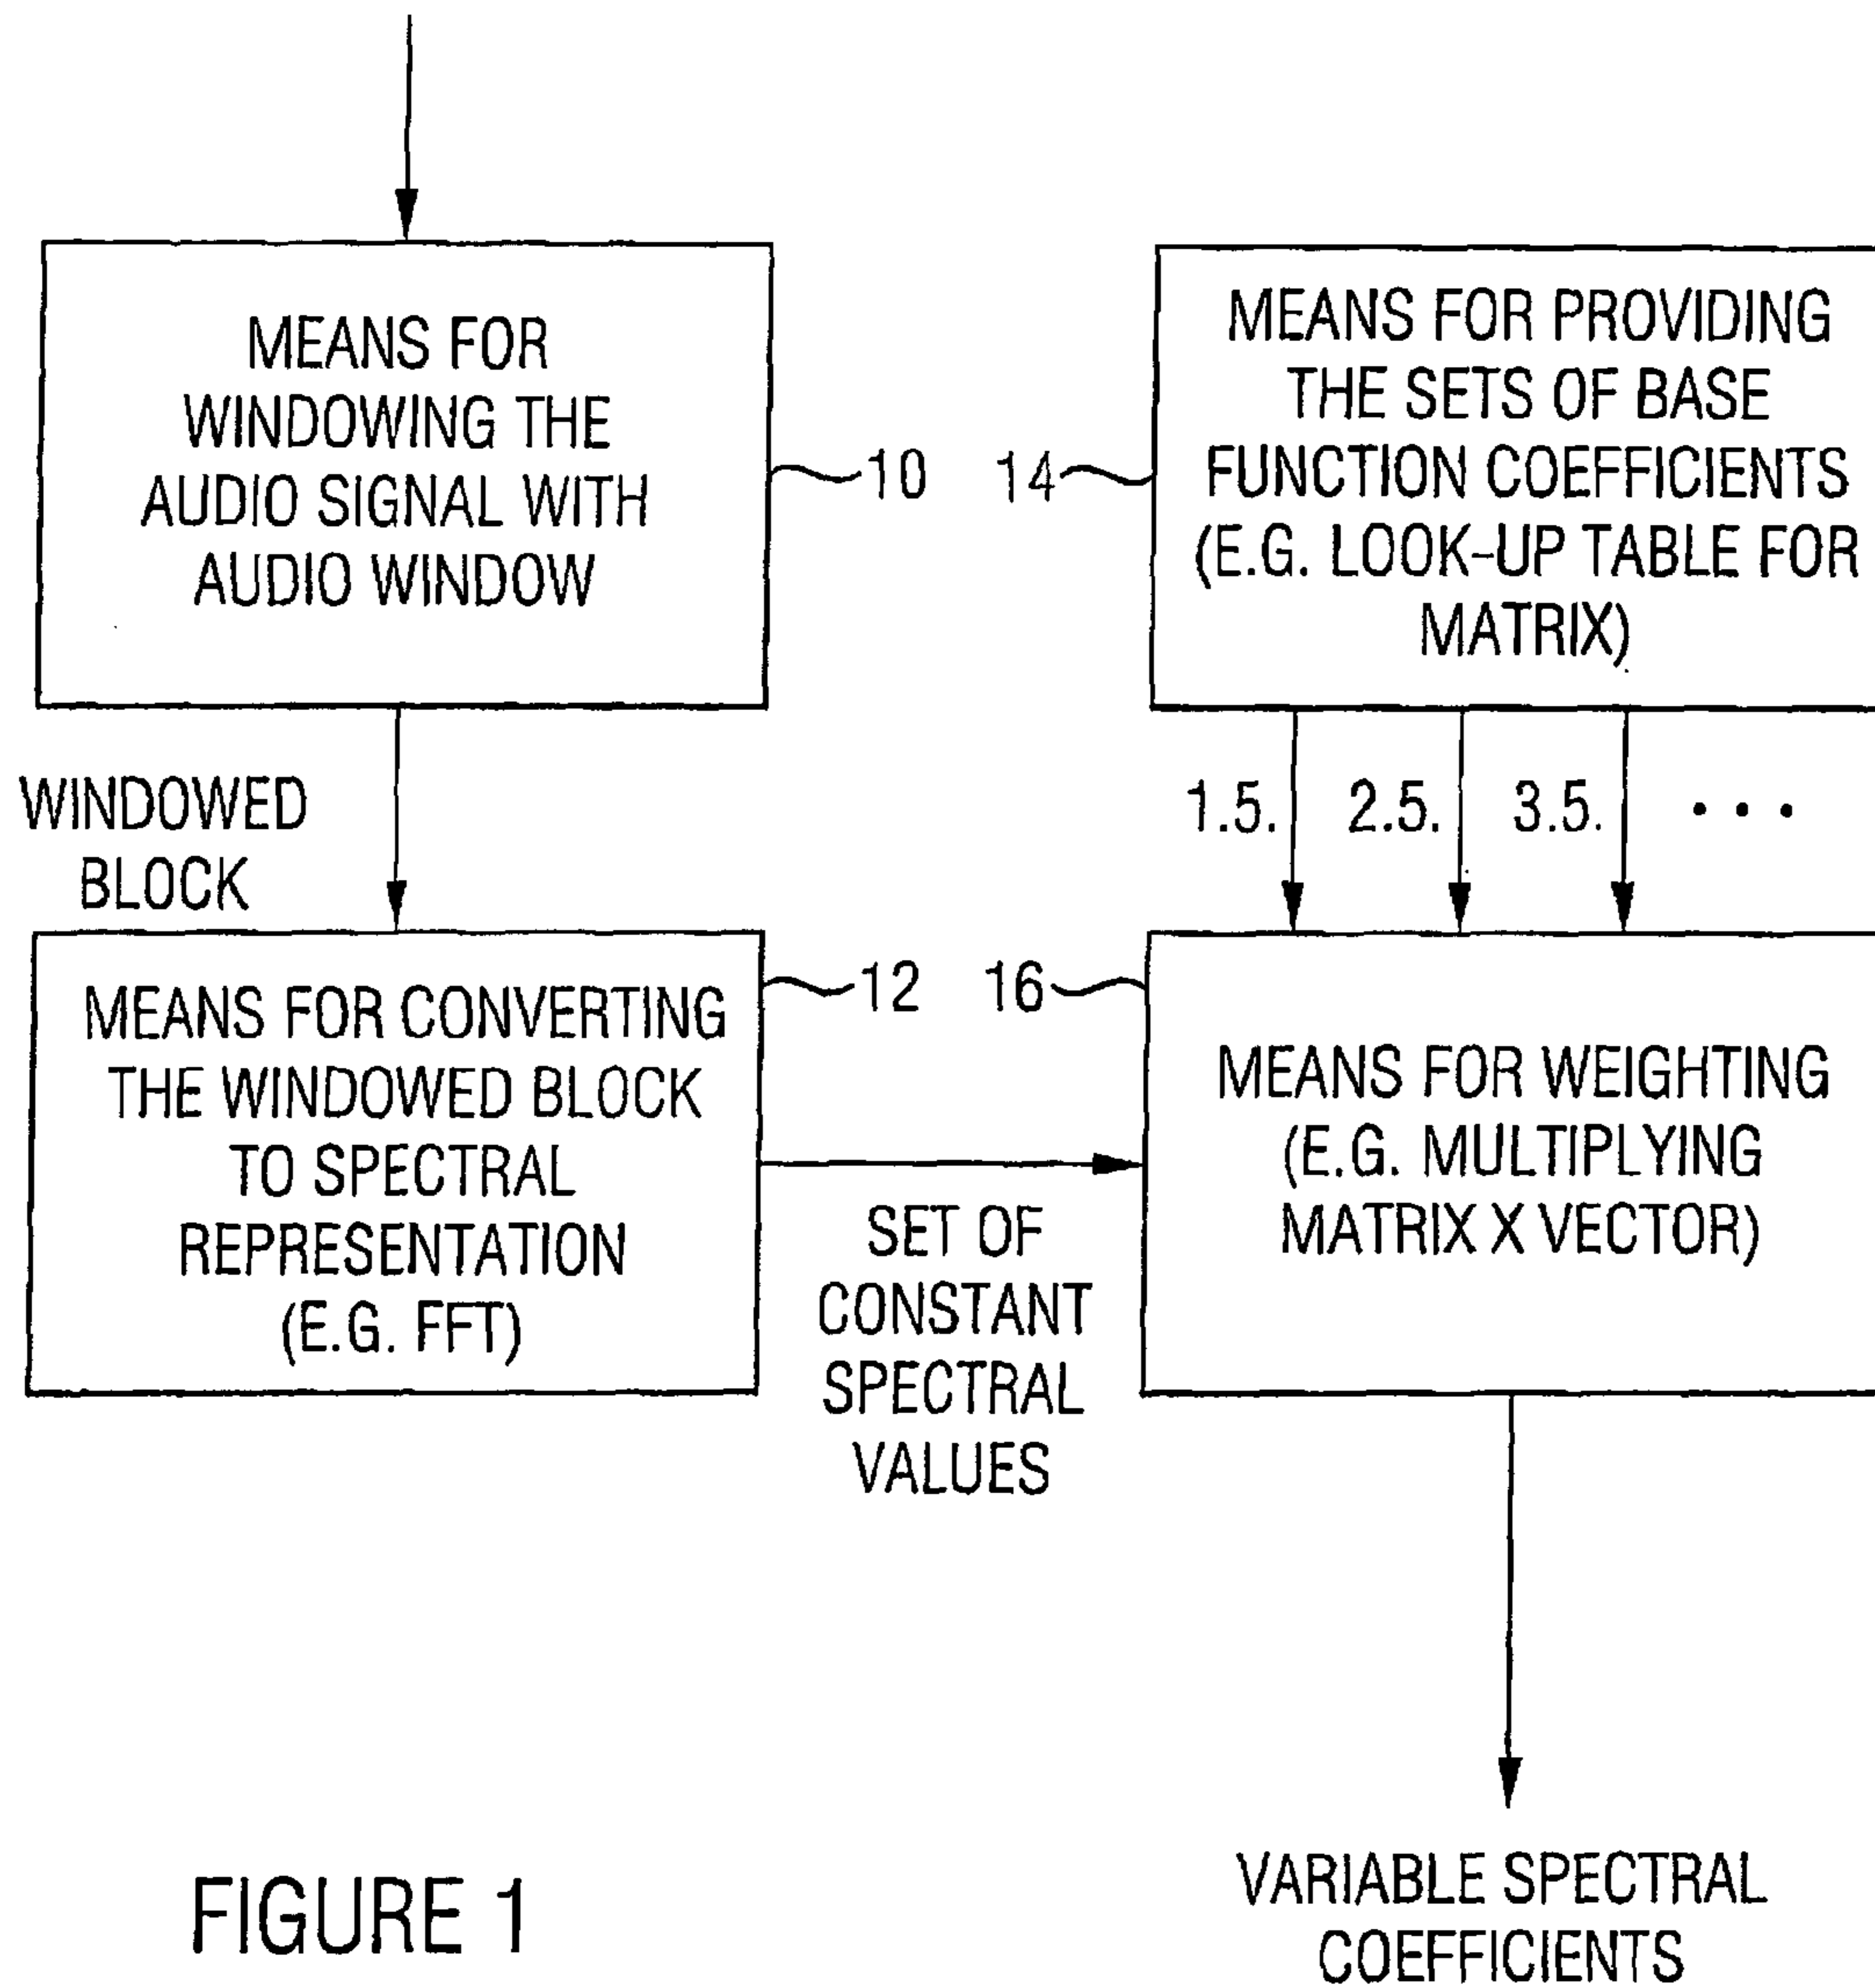 MEANS FOR
WINDOWING THE
AUDIO SIGNAL WITH
AUDIO WINDOW
10
14
MEANS FOR PROVIDING
THE SETS OF BASE
FUNCTION COEFFICIENTS
(E.G. LOOK-UP TABLE FOR
MATRIX)
WINDOWED
BLOCK
1.5. 2.5. 3.5. . . .
MEANS FOR CONVERTING
THE WINDOWED BLOCK
TO SPECTRAL
REPRESENTATION
(E.G. FFT)
12
16
MEANS FOR WEIGHTING
(E.G. MULTIPLYING
MATRIX X VECTOR)
SET OF
CONSTANT
SPECTRAL
VALUES
VARIABLE SPECTRAL
COEFFICIENTS
FIGURE 1